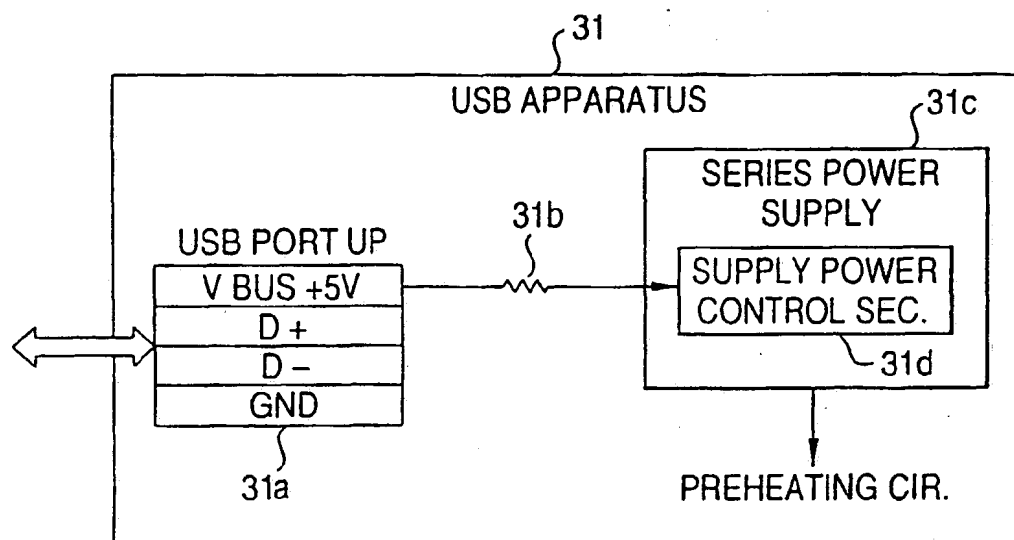 31
USB APPARATUS
31c
SERIES POWER
SUPPLY
31b
USB PORT UP
V BUS +5V
D +
D –
GND
SUPPLY POWER
CONTROL SEC.
31d
31a
PREHEATING CIR.